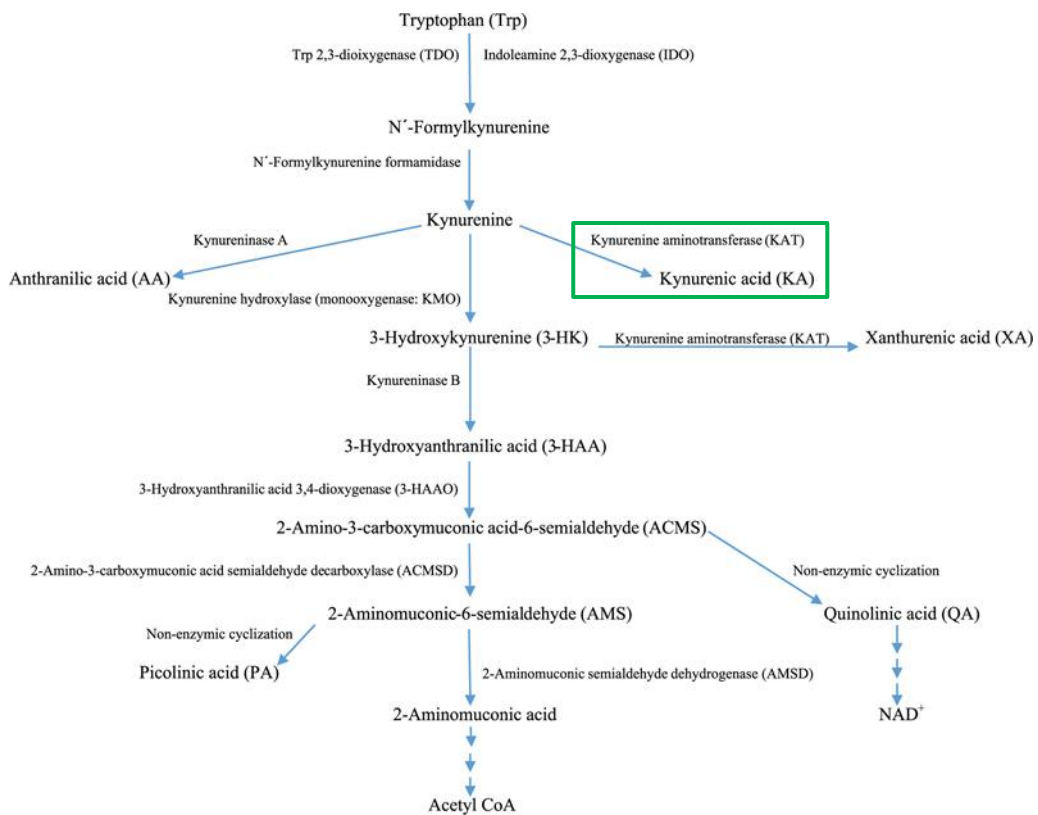 Tryptophan (Trp)
Trp 2,3-dioixygenase (TDO)
Indoleamine 2,3-dioxygenase (IDO)
N´-Formylkynurenine
N´-Formylkynurenine formamidase
Kynurenine
Kynureninase A
Kynurenine aminotransferase (KAT)
Anthranilic acid (AA)
Kynurenic acid (KA)
Kynurenine hydroxylase (monooxygenase: KMO)
3-Hydroxykynurenine (3-HK)
Kynurenine aminotransferase (KAT)
Xanthurenic acid (XA)
Kynureninase B
3-Hydroxyanthranilic acid (3-HAA)
3-Hydroxyanthranilic acid 3,4-dioxygenase (3-HAAO)
2-Amino-3-carboxymuconic acid-6-semialdehyde (ACMS)
2-Amino-3-carboxymuconic acid semialdehyde decarboxylase (ACMSD)
Non-enzymic cyclization
2-Aminomuconic-6-semialdehyde (AMS)
Quinolinic acid (QA)
Non-enzymic cyclization
Picolinic acid (PA)
2-Aminomuconic semialdehyde dehydrogenase (AMSD)
2-Aminomuconic acid
NAD⁺
Acetyl CoA